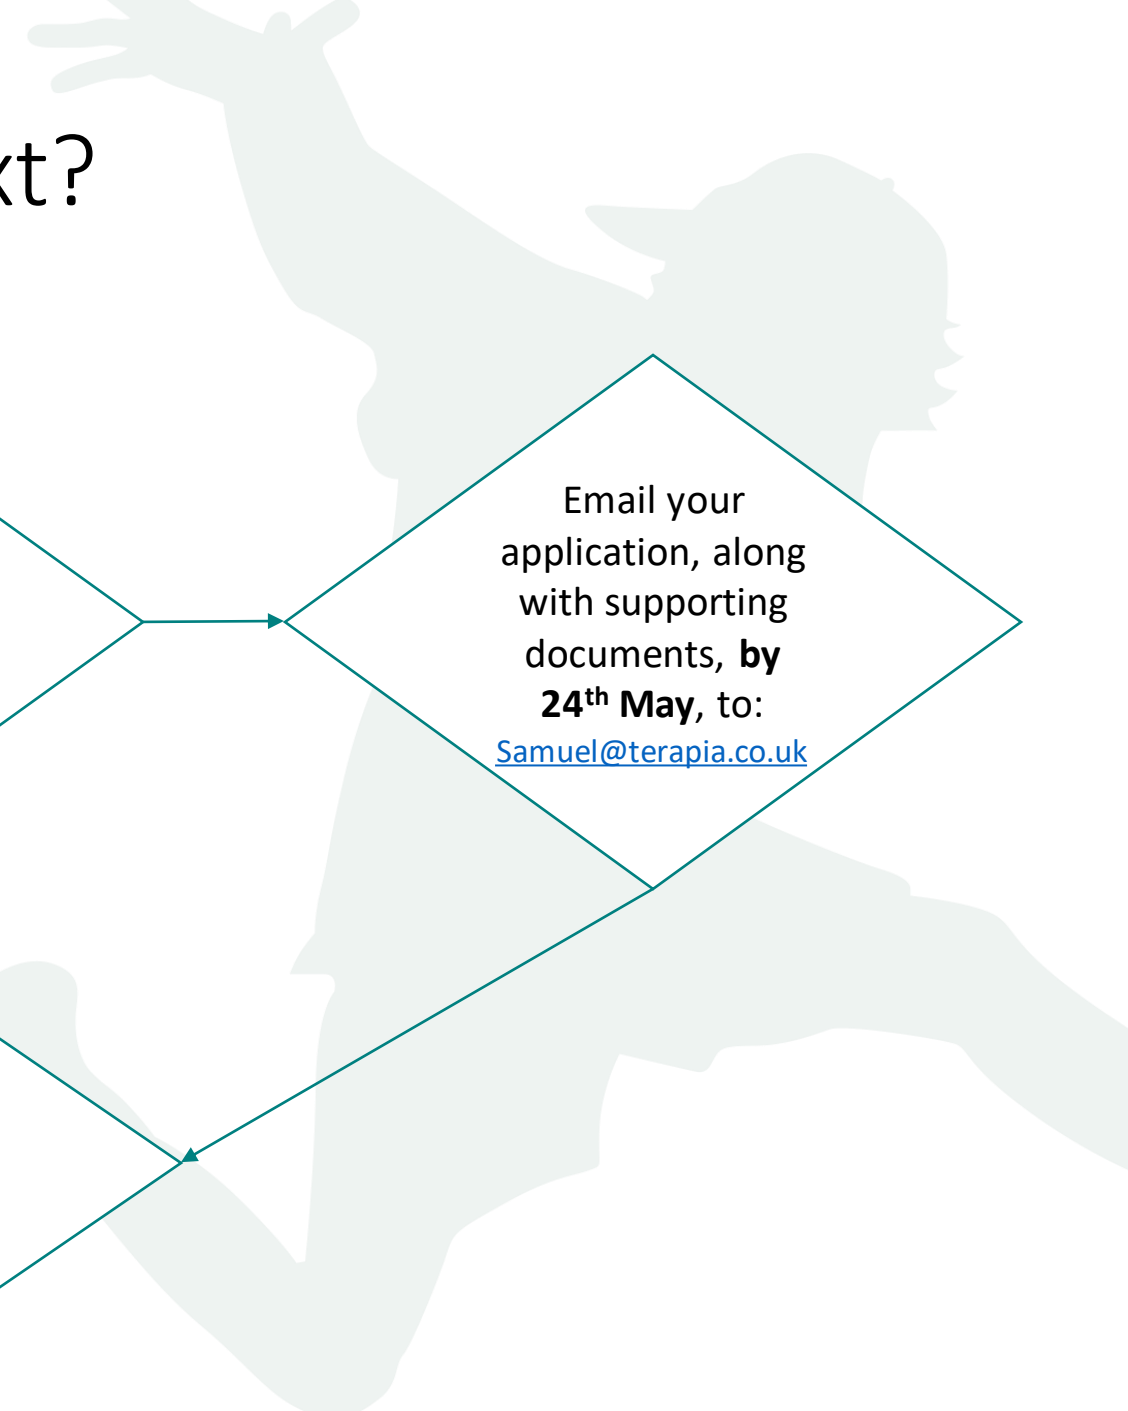 xt?
Email your
application, along
with supporting
documents, by
24th May, to:
Samuel@terapia.co.uk